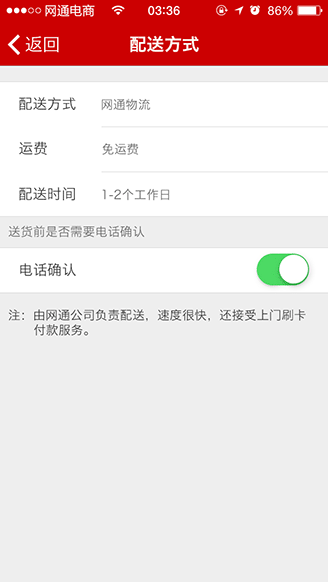 网通电商 03:36 86%
返回 配送方式
配送方式 网通物流
运费 免运费
配送时间 1-2个工作日
送货前是否需要电话确认
电话确认
注：由网通公司负责配送，速度很快，还接受上门刷卡
付款服务。